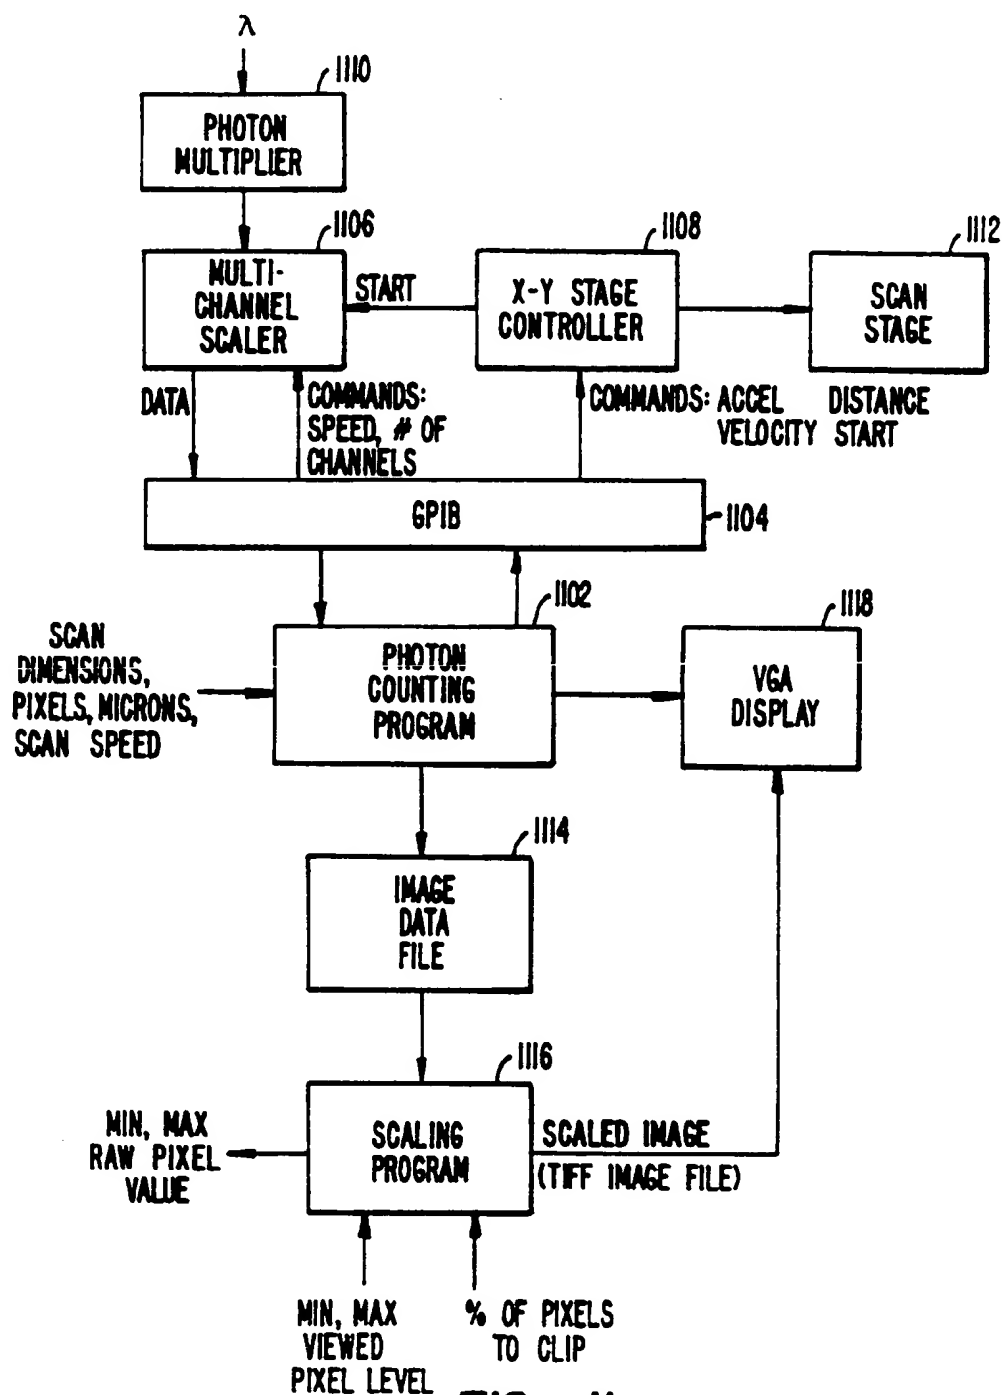 λ
1110
PHOTON
MULTIPLIER
1106
MULTI-
CHANNEL
SCALER
START
1108
X-Y STAGE
CONTROLLER
1112
SCAN
STAGE
DATA
COMMANDS:
SPEED, # OF
CHANNELS
COMMANDS: ACCEL DISTANCE
VELOCITY START
GPIB
1104
1102
SCAN
DIMENSIONS,
PIXELS, MICRONS,
SCAN SPEED
PHOTON
COUNTING
PROGRAM
1118
VGA
DISPLAY
1114
IMAGE
DATA
FILE
1116
MIN, MAX
RAW PIXEL
VALUE
SCALING
PROGRAM
SCALED IMAGE
(TIFF IMAGE FILE)
MIN, MAX
VIEWED
PIXEL LEVEL
% OF PIXELS
TO CLIP